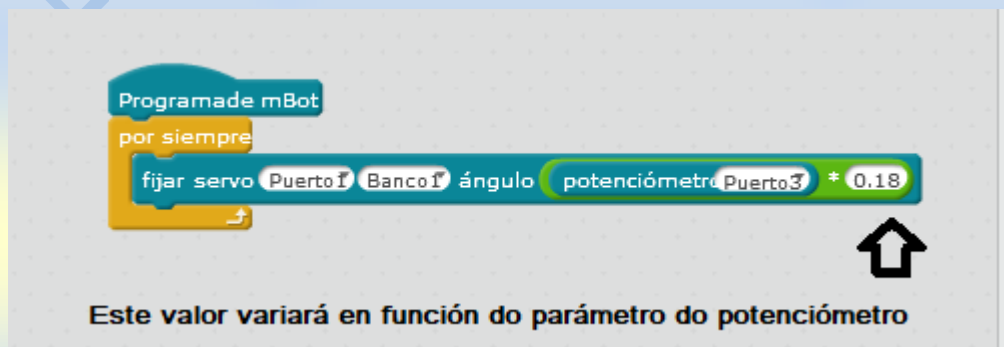 Programade mBot
por siempre
fijar servo Puerto1 Banco1 ángulo potenciómetro Puerto3 * 0.18
Este valor variará en función do parámetro do potenciómetro